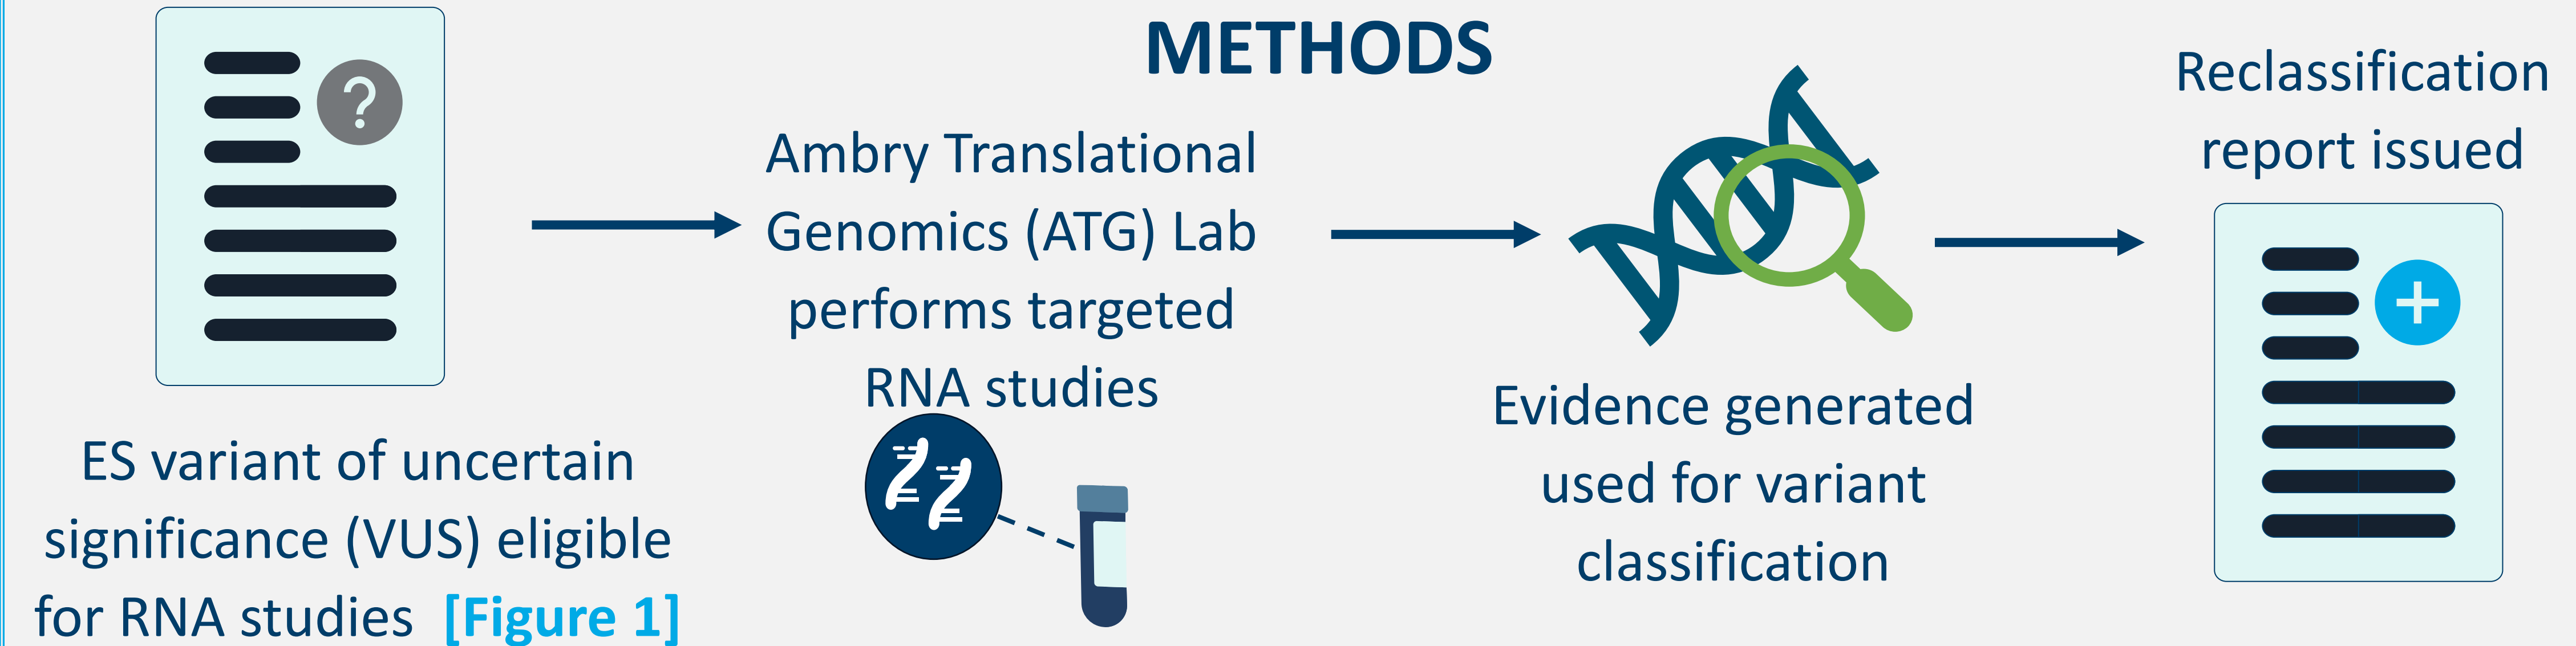 METHODS
ES variant of uncertain
significance (VUS) eligible
for RNA studies [Figure 1]
Ambry Translational
Genomics (ATG) Lab
performs targeted
RNA studies
Evidence generated
used for variant
classification
Reclassification
report issued